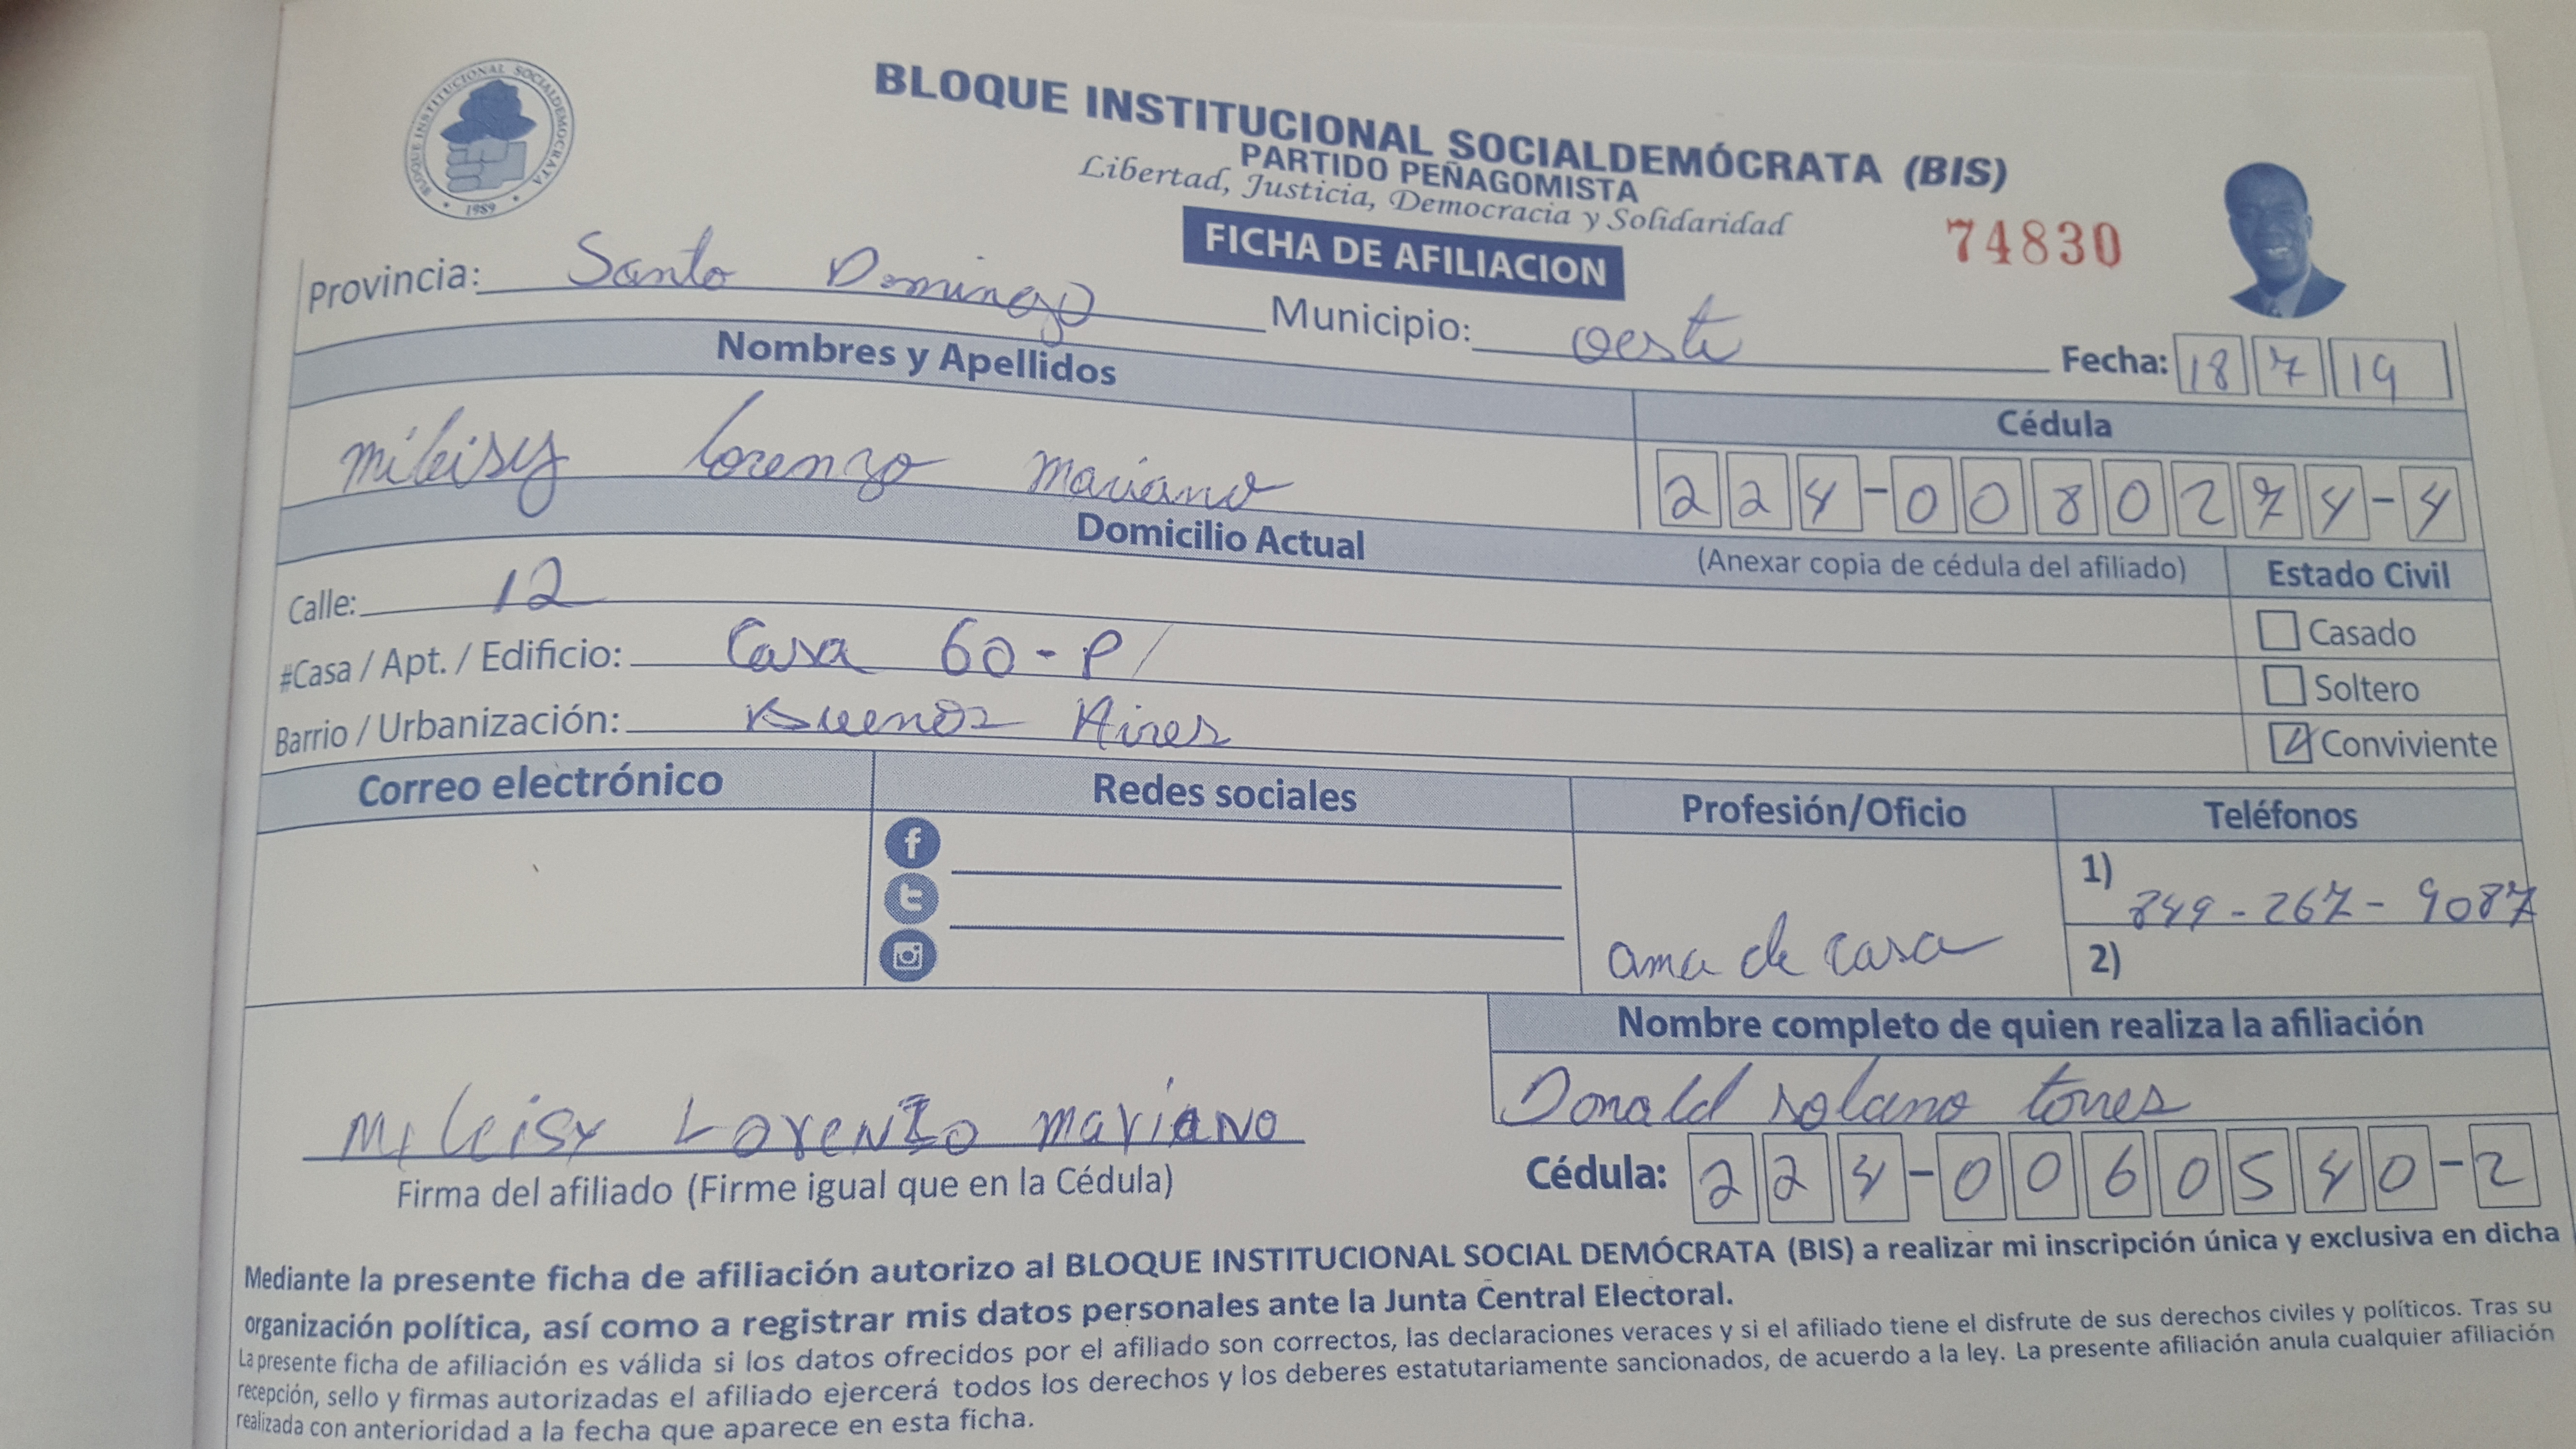 BLOQUE INSTITUCIONAL SOCIALDEMOCRATA
1989
BLOQUE INSTITUCIONAL SOCIALDEMÓCRATA (BIS)
PARTIDO PEÑAGOMISTA
Libertad, Justicia, Democracia y Solidaridad
FICHA DE AFILIACION
74830
Provincia: Santo Domingo Municipio: oeste Fecha: 18 7 19
Nombres y Apellidos Cédula
mileisy lorenzo mariano 224-0080274-4
Domicilio Actual (Anexar copia de cédula del afiliado) Estado Civil
Calle: 12
Casado
#Casa / Apt. / Edificio: Casa 60-P/
Soltero
Barrio / Urbanización: Buenos Aires
Conviviente
Correo electrónico Redes sociales Profesión/Oficio Teléfonos
1) 849-267-9087
ama de casa
2)
Nombre completo de quien realiza la afiliación
Donald solano torres
Mileisy Lorenzo mariano
Firma del afiliado (Firme igual que en la Cédula)
Cédula: 224-0060540-2
Mediante la presente ficha de afiliación autorizo al BLOQUE INSTITUCIONAL SOCIAL DEMÓCRATA (BIS) a realizar mi inscripción única y exclusiva en dicha
organización política, así como a registrar mis datos personales ante la Junta Central Electoral.
La presente ficha de afiliación es válida si los datos ofrecidos por el afiliado son correctos, las declaraciones veraces y si el afiliado tiene el disfrute de sus derechos civiles y políticos. Tras su
recepción, sello y firmas autorizadas el afiliado ejercerá todos los derechos y los deberes estatutariamente sancionados, de acuerdo a la ley. La presente afiliación anula cualquier afiliación
realizada con anterioridad a la fecha que aparece en esta ficha.